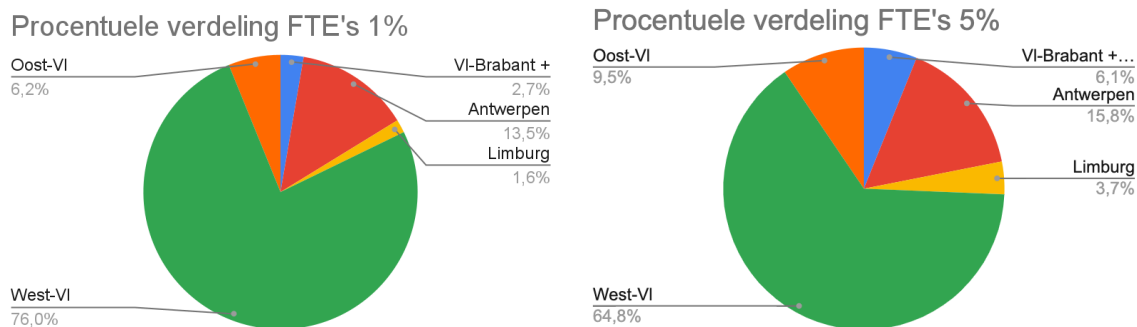 Procentuele verdeling FTE's 1%
Oost-Vl
6,2%
Vl-Brabant +
2,7%
Antwerpen
13,5%
Limburg
1,6%
West-Vl
76,0%
Procentuele verdeling FTE's 5%
Oost-Vl
9,5%
Vl-Brabant +…
6,1%
Antwerpen
15,8%
Limburg
3,7%
West-Vl
64,8%